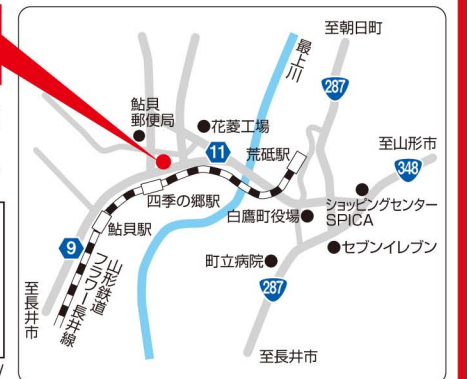 至朝日町
最上川
287
鮎貝
郵便局
花菱工場
11
荒砥駅
至山形市
348
四季の郷駅
白鷹町役場
ショッピングセンター
SPICA
鮎貝駅
9
セブンイレブン
町立病院
山形鉄道
フラワー長井線
287
至長井市
至長井市